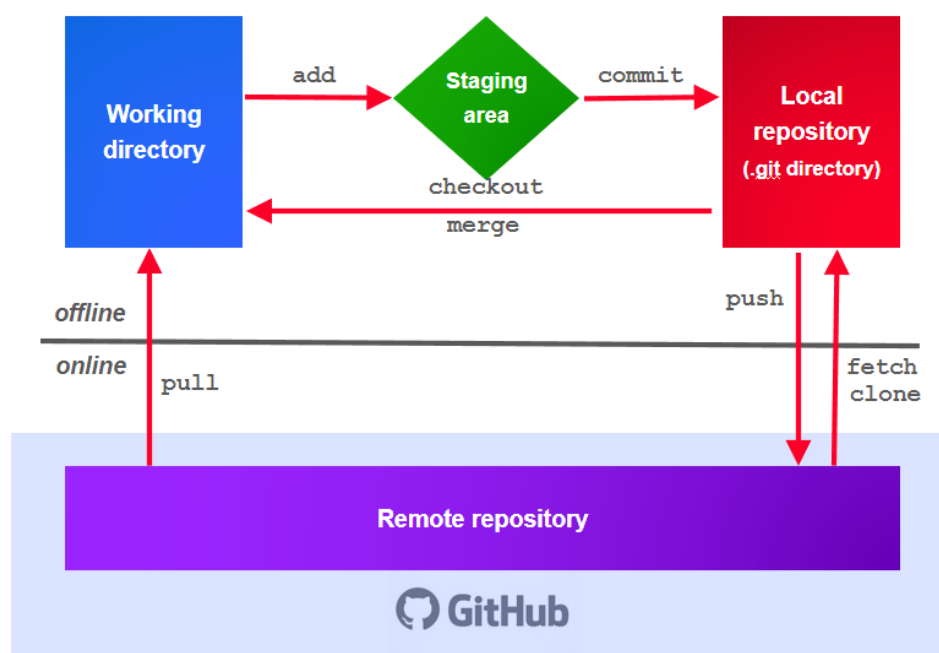 add
commit
Staging
area
Working
directory
Local
repository
(.git directory)
checkout
merge
push
offline
online
pull
fetch
clone
Remote repository
GitHub